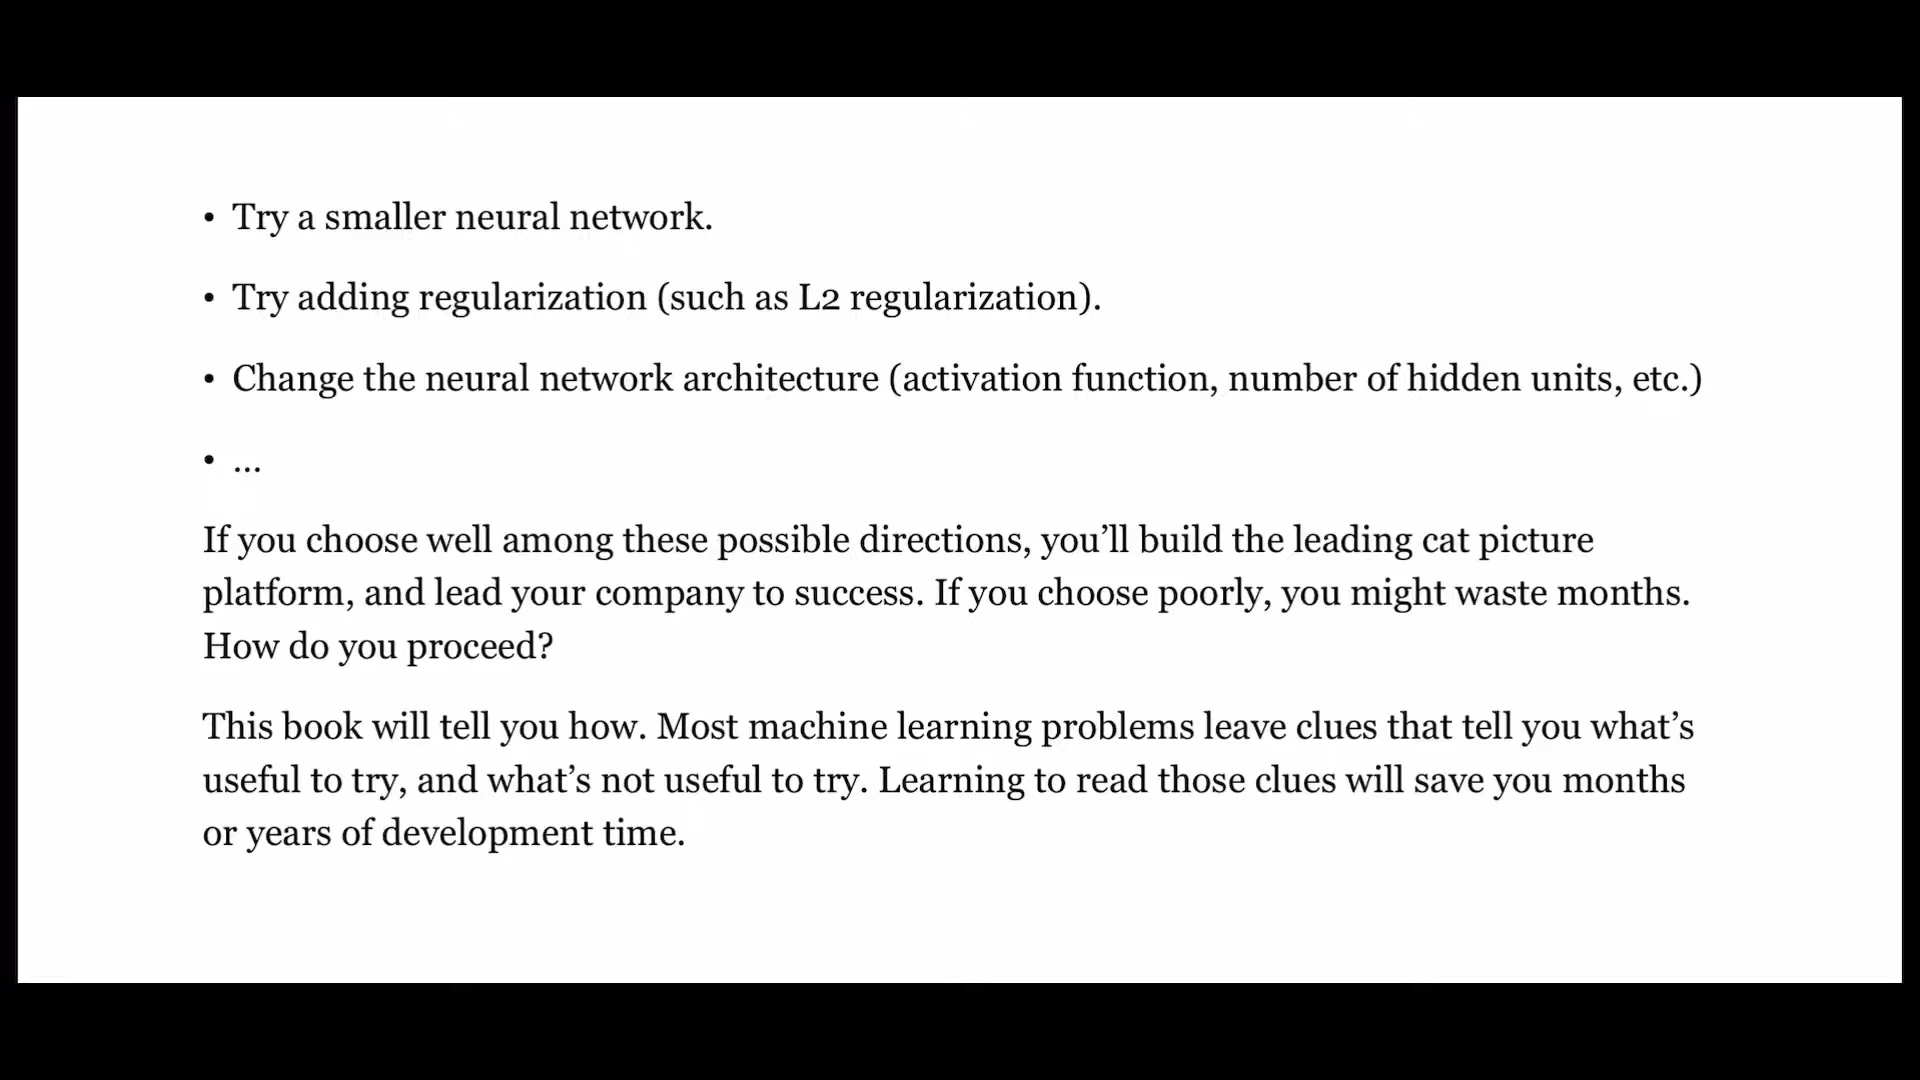 • Try a smaller neural network.
• Try adding regularization (such as L2 regularization).
• Change the neural network architecture (activation function, number of hidden units, etc.)
• ...
If you choose well among these possible directions, you’ll build the leading cat picture
platform, and lead your company to success. If you choose poorly, you might waste months.
How do you proceed?
This book will tell you how. Most machine learning problems leave clues that tell you what’s
useful to try, and what’s not useful to try. Learning to read those clues will save you months
or years of development time.